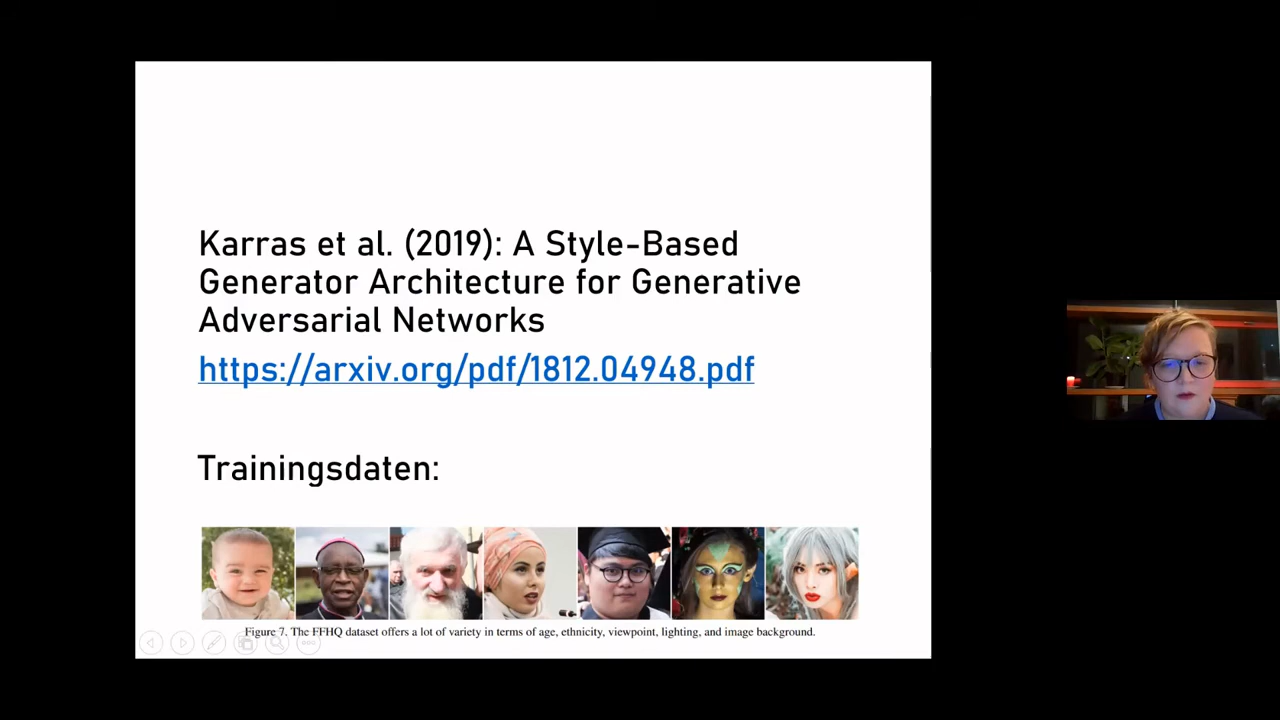 Karras et al. (2019): A Style-Based
Generator Architecture for Generative
Adversarial Networks
https://arxiv.org/pdf/1812.04948.pdf
Trainingsdaten:
Figure 7. The FFHQ dataset offers a lot of variety in terms of age, ethnicity, viewpoint, lighting, and image background.